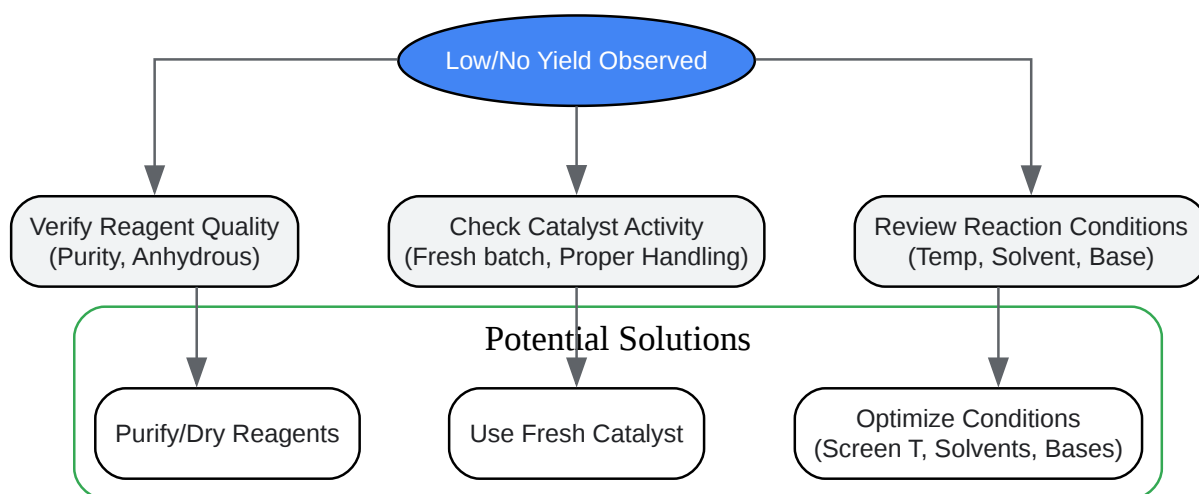 Low/No Yield Observed
Verify Reagent Quality
(Purity, Anhydrous)
Check Catalyst Activity
(Fresh batch, Proper Handling)
Review Reaction Conditions
(Temp, Solvent, Base)
Potential Solutions
Purify/Dry Reagents
Use Fresh Catalyst
Optimize Conditions
(Screen T, Solvents, Bases)